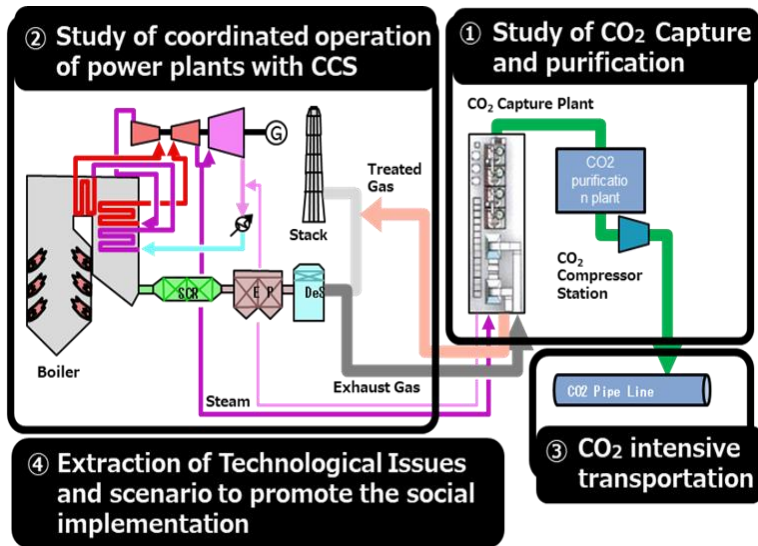 ② Study of coordinated operation
of power plants with CCS
① Study of CO₂ Capture
and purification
CO₂ Capture Plant
G
Treated
Gas
CO2
purificatio
n plant
Stack
CO₂
Compressor
Station
SCR
E P
DeS
Boiler
Steam
Exhaust Gas
CO2 Pipe Line
③ CO₂ intensive
transportation
④ Extraction of Technological Issues
and scenario to promote the social
implementation